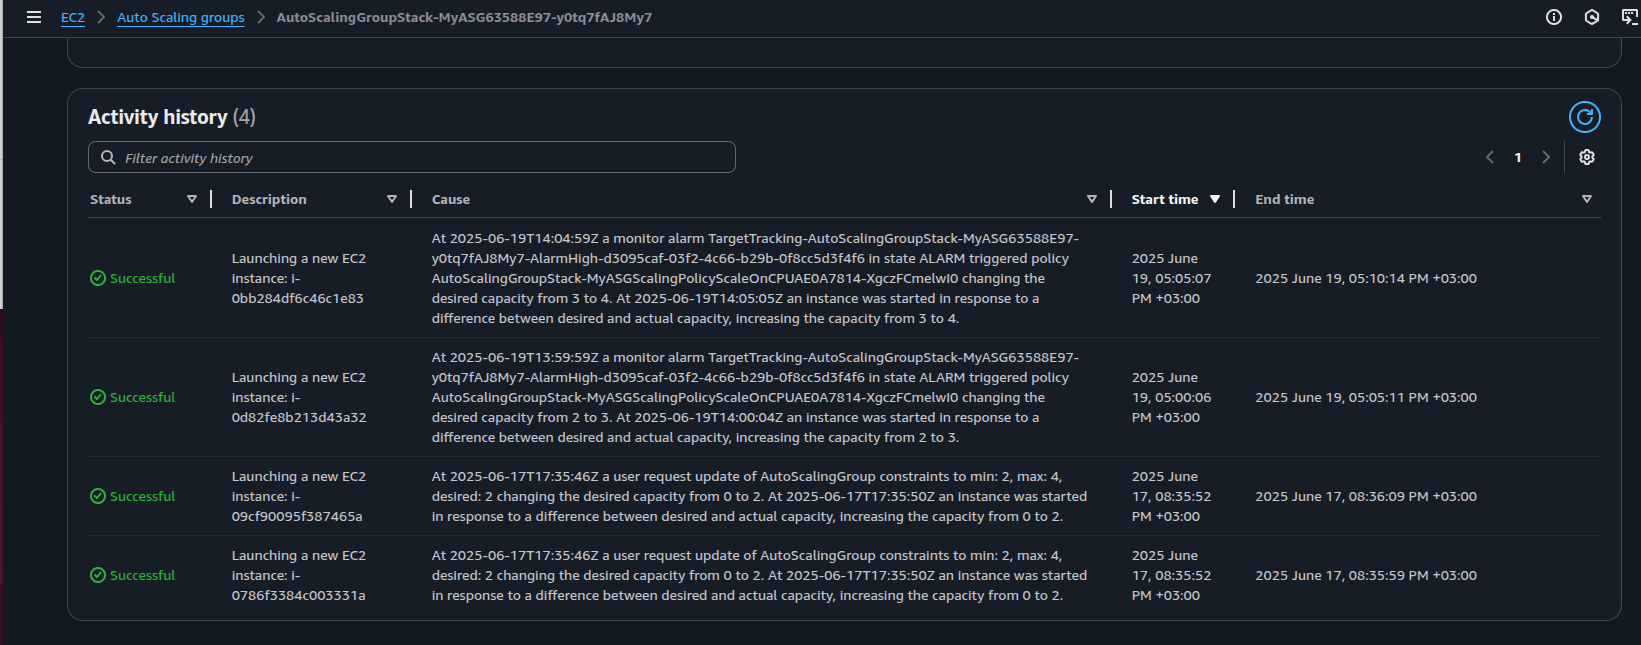 EC2 > Auto Scaling groups > AutoScalingGroupStack-MyASG63588E97-y0tq7fAJ8My7
Activity history (4)
Filter activity history
1
Status Description Cause Start time End time
Successful
Launching a new EC2
instance: i-
0bb284df6c46c1e83
At 2025-06-19T14:04:59Z a monitor alarm TargetTracking-AutoScalingGroupStack-MyASG63588E97-
y0tq7fAJ8My7-AlarmHigh-d3095caf-03f2-4c66-b29b-0f8cc5d3f4f6 in state ALARM triggered policy
AutoScalingGroupStack-MyASGScalingPolicyScaleOnCPUAE0A7814-XgczFCmelwI0 changing the
desired capacity from 3 to 4. At 2025-06-19T14:05:05Z an instance was started in response to a
difference between desired and actual capacity, increasing the capacity from 3 to 4.
2025 June
19, 05:05:07
PM +03:00
2025 June 19, 05:10:14 PM +03:00
Successful
Launching a new EC2
instance: i-
0d82fe8b213d43a32
At 2025-06-19T13:59:59Z a monitor alarm TargetTracking-AutoScalingGroupStack-MyASG63588E97-
y0tq7fAJ8My7-AlarmHigh-d3095caf-03f2-4c66-b29b-0f8cc5d3f4f6 in state ALARM triggered policy
AutoScalingGroupStack-MyASGScalingPolicyScaleOnCPUAE0A7814-XgczFCmelwI0 changing the
desired capacity from 2 to 3. At 2025-06-19T14:00:04Z an instance was started in response to a
difference between desired and actual capacity, increasing the capacity from 2 to 3.
2025 June
19, 05:00:06
PM +03:00
2025 June 19, 05:05:11 PM +03:00
Successful
Launching a new EC2
instance: i-
09cf90095f387465a
At 2025-06-17T17:35:46Z a user request update of AutoScalingGroup constraints to min: 2, max: 4,
desired: 2 changing the desired capacity from 0 to 2. At 2025-06-17T17:35:50Z an instance was started
in response to a difference between desired and actual capacity, increasing the capacity from 0 to 2.
2025 June
17, 08:35:52
PM +03:00
2025 June 17, 08:36:09 PM +03:00
Successful
Launching a new EC2
instance: i-
0786f3384c003331a
At 2025-06-17T17:35:46Z a user request update of AutoScalingGroup constraints to min: 2, max: 4,
desired: 2 changing the desired capacity from 0 to 2. At 2025-06-17T17:35:50Z an instance was started
in response to a difference between desired and actual capacity, increasing the capacity from 0 to 2.
2025 June
17, 08:35:52
PM +03:00
2025 June 17, 08:35:59 PM +03:00